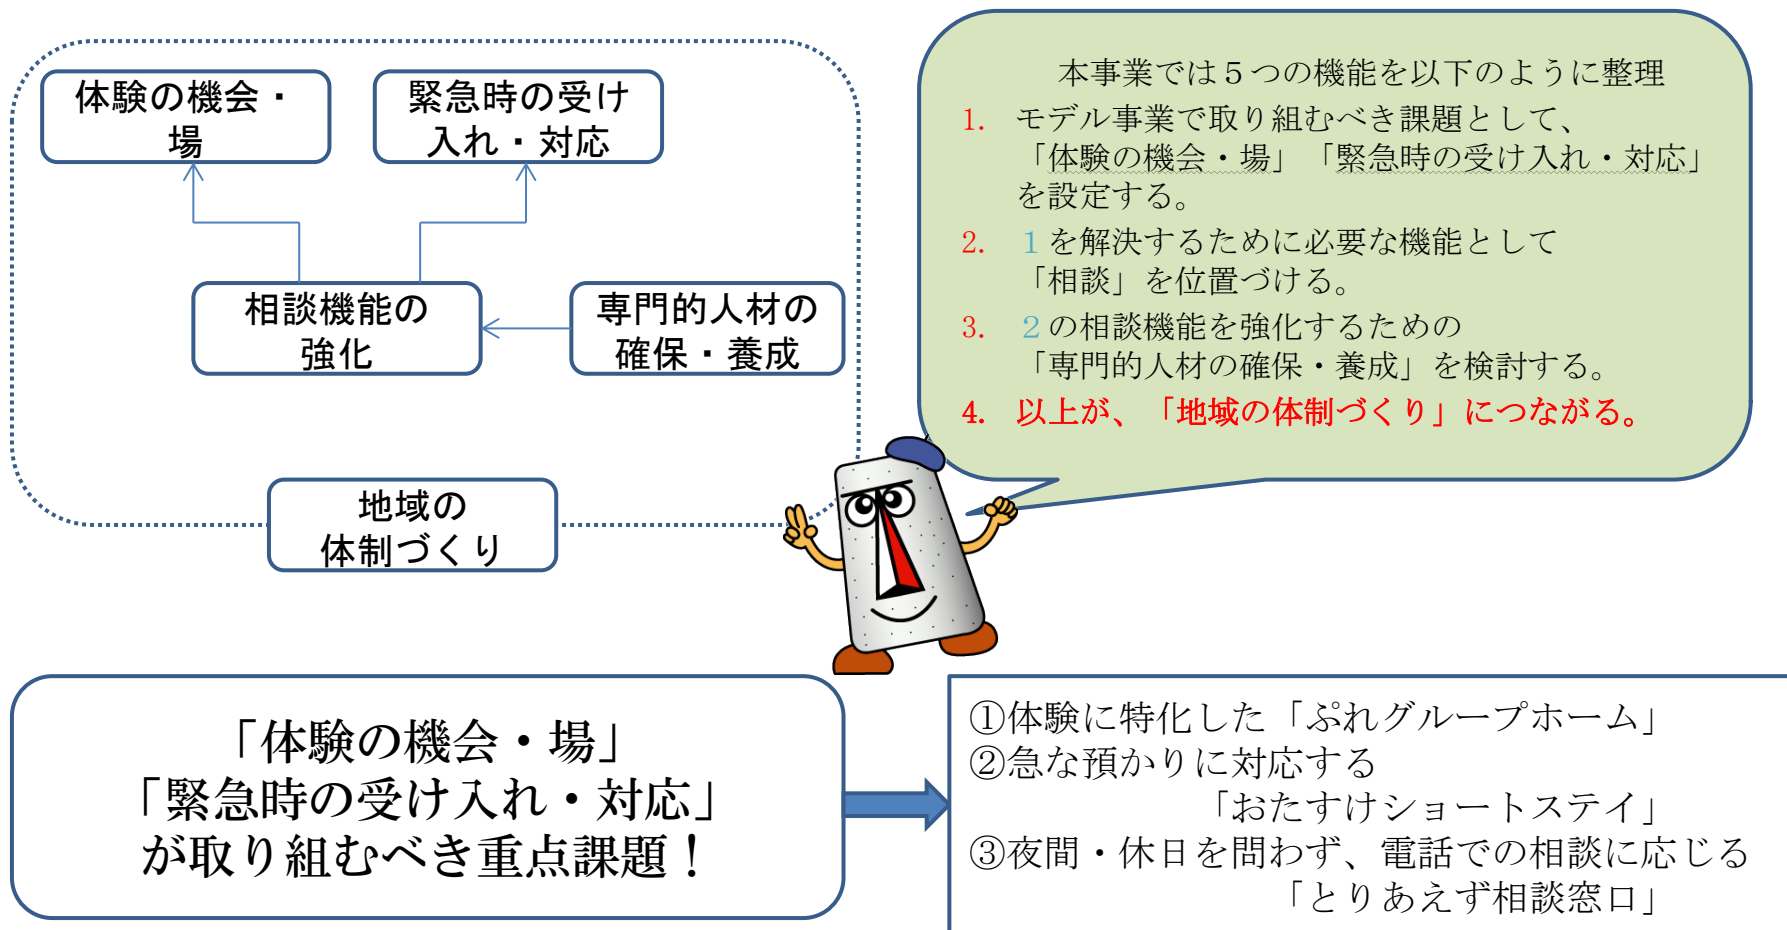 体験の機会・
場
緊急時の受け
入れ・対応
相談機能の
強化
専門的人材の
確保・養成
地域の
体制づくり
本事業では５つの機能を以下のように整理
1. モデル事業で取り組むべき課題として、
「体験の機会・場」「緊急時の受け入れ・対応」
を設定する。
2. １を解決するために必要な機能として
「相談」を位置づける。
3. ２の相談機能を強化するための
「専門的人材の確保・養成」を検討する。
4. 以上が、「地域の体制づくり」につながる。
「体験の機会・場」
「緊急時の受け入れ・対応」
が取り組むべき重点課題！
①体験に特化した「ぷれグループホーム」
②急な預かりに対応する
「おたすけショートステイ」
③夜間・休日を問わず、電話での相談に応じる
「とりあえず相談窓口」